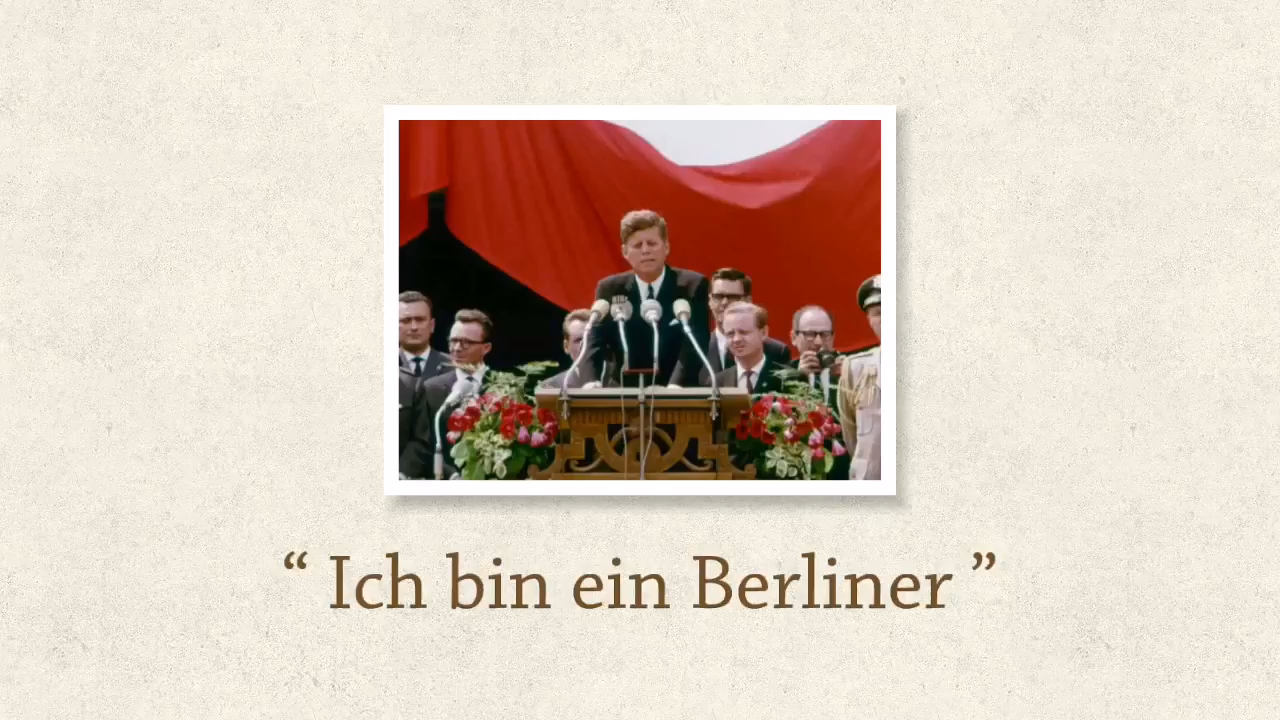 “ Ich bin ein Berliner ”